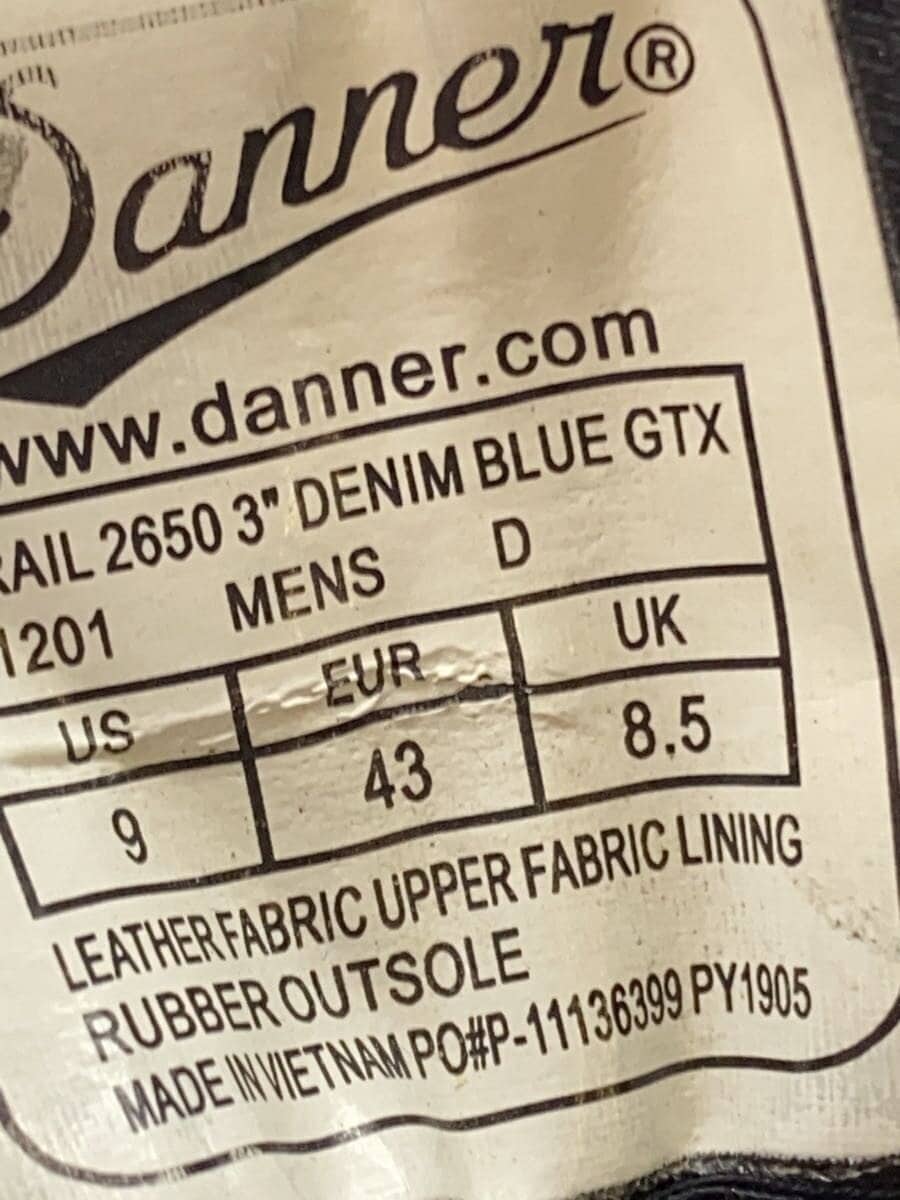 Danner®
www.danner.com
RAIL 2650 3" DENIM BLUE GTX
1201 MENS D
US EUR UK
9 43 8.5
LEATHER FABRIC UPPER FABRIC LINING
RUBBER OUTSOLE
MADE IN VIETNAM PO#P-11136399 PY1905